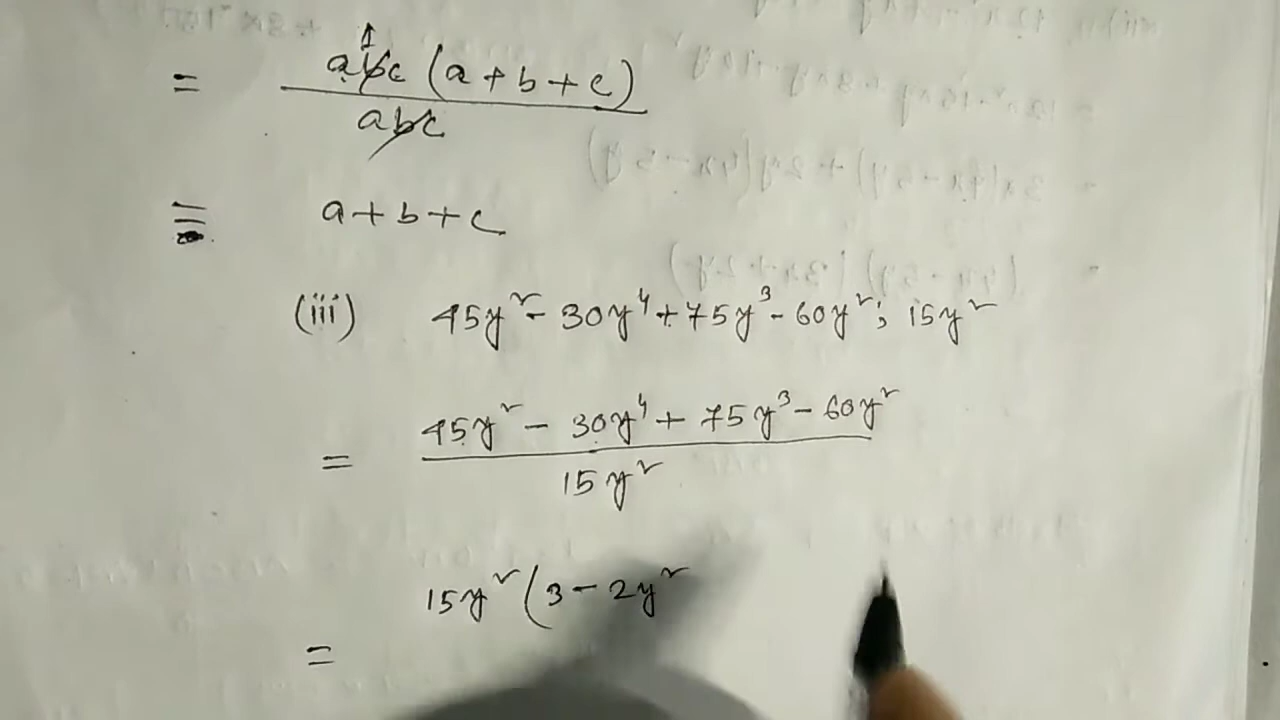 = abc (a + b + c)
abc
= a + b + c
(iii) 45y² - 30y⁴ + 75y³ - 60y² ; 15y²
= 45y² - 30y⁴ + 75y³ - 60y²
15y²
= 15y² (3 - 2y²